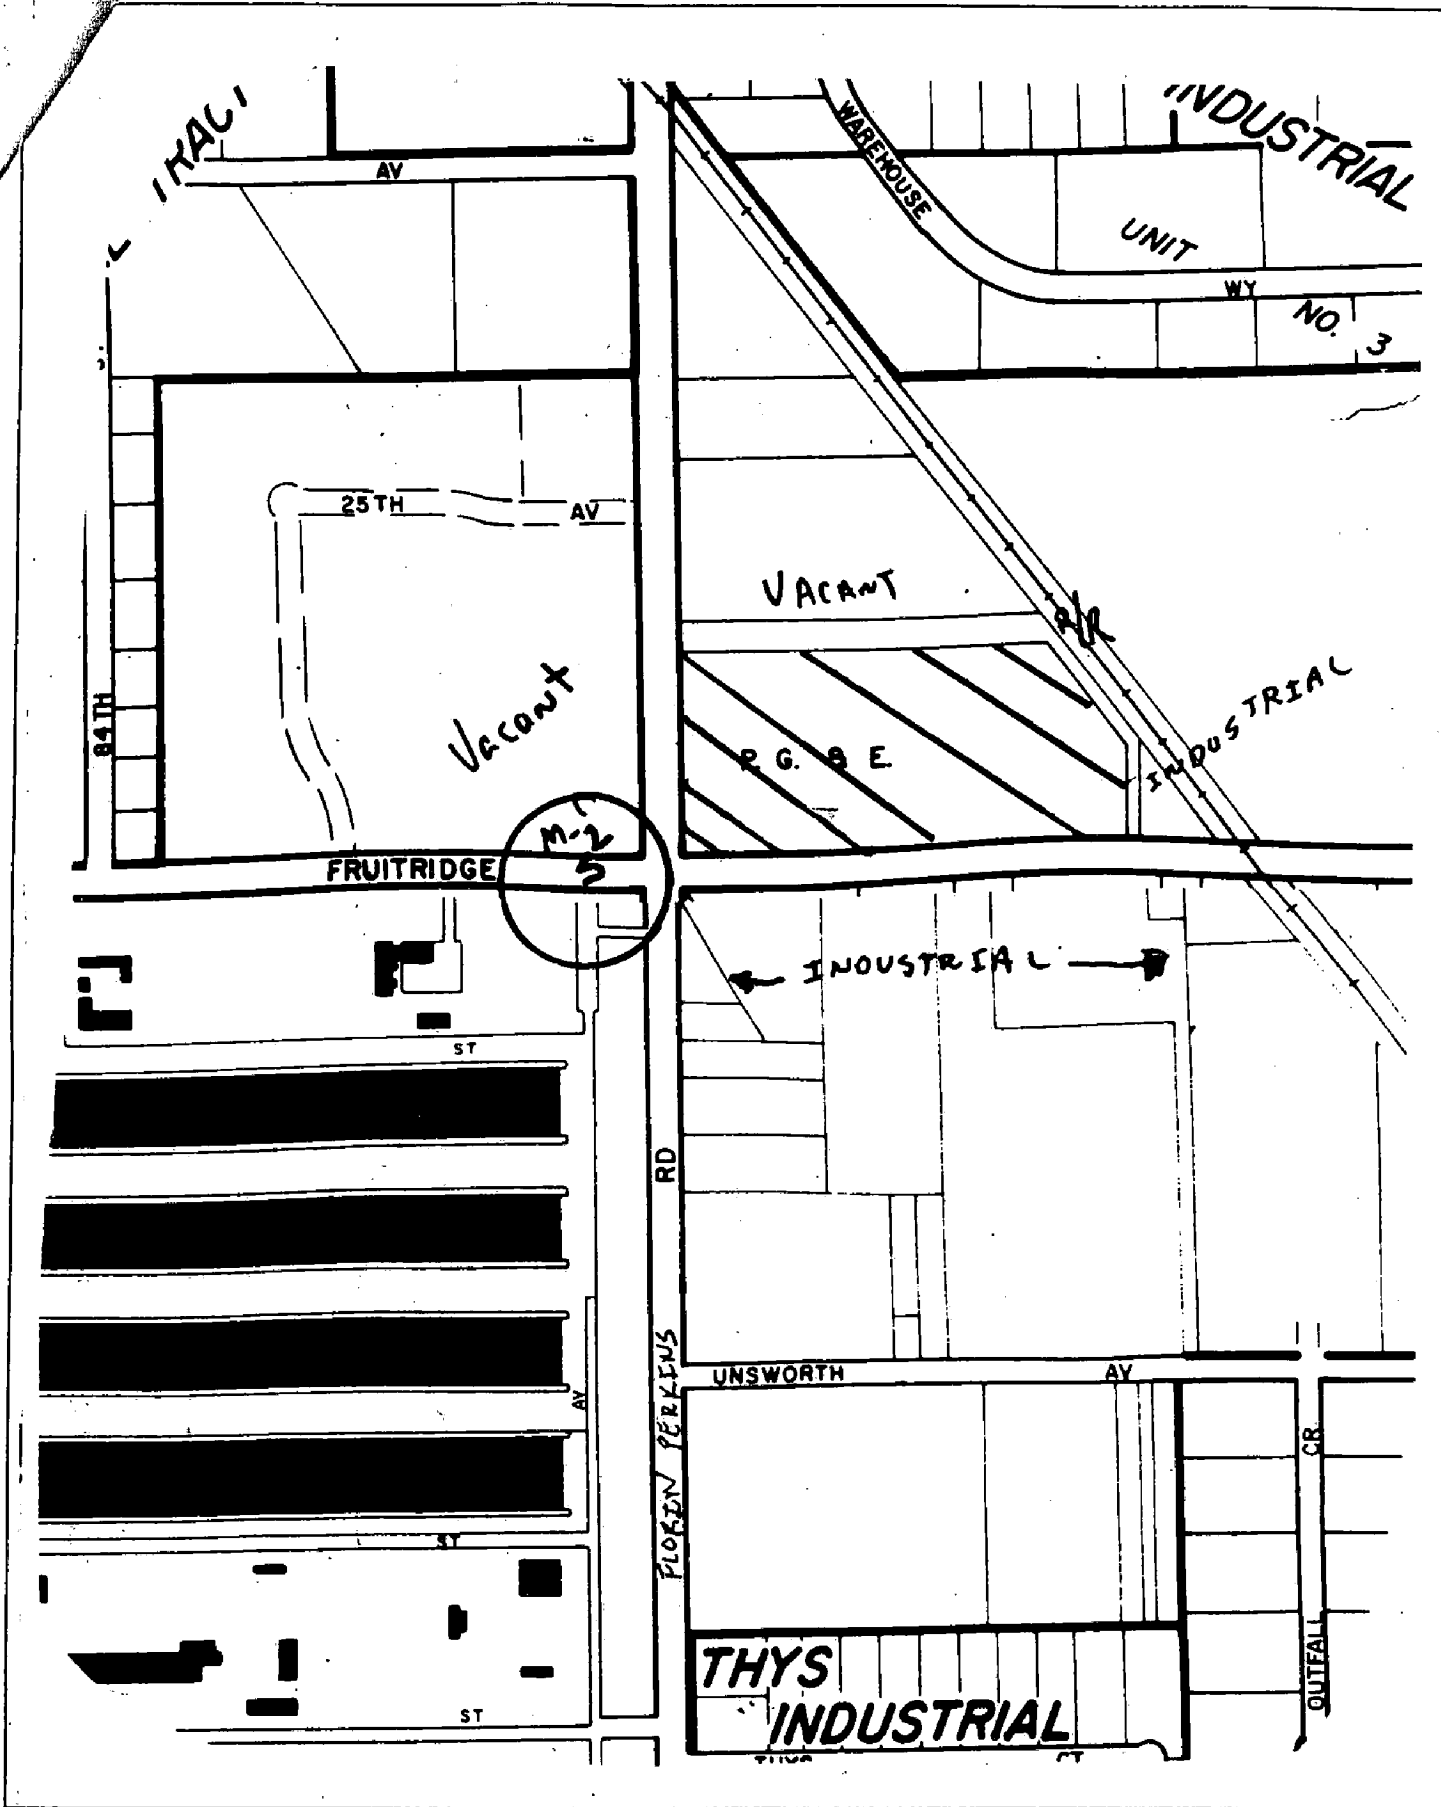 INDUSTRIAL
WAREHOUSE
AV
UNIT
WY
NO. 3
25TH
AV
VACANT
R/R
Vacant
INDUSTRIAL
84TH
P. G. & E.
M-2
S
FRUITRIDGE
INDUSTRIAL
ST
RD
FLORIN PERKINS
UNSWORTH AV
AV
CR
ST
OUTFALL
THYS
INDUSTRIAL
ST